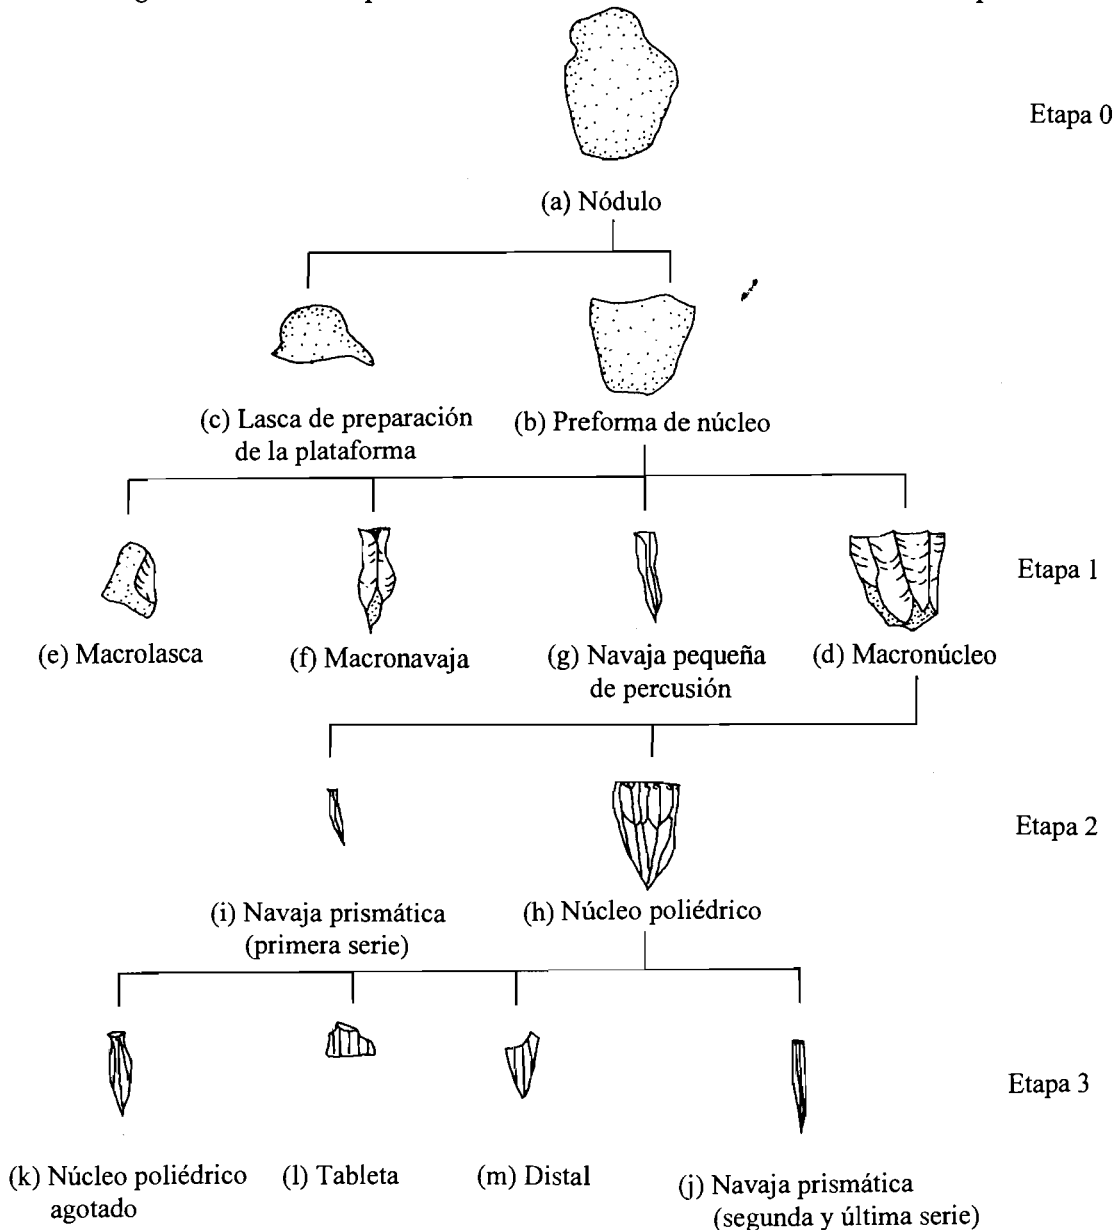 Etapa 0
(a) Nódulo
(c) Lasca de preparación
de la plataforma
(b) Preforma de núcleo
Etapa 1
(e) Macrolasca
(f) Macronavaja
(g) Navaja pequeña
de percusión
(d) Macronúcleo
Etapa 2
(i) Navaja prismática
(primera serie)
(h) Núcleo poliédrico
Etapa 3
(k) Núcleo poliédrico
agotado
(l) Tableta
(m) Distal
(j) Navaja prismática
(segunda y última serie)